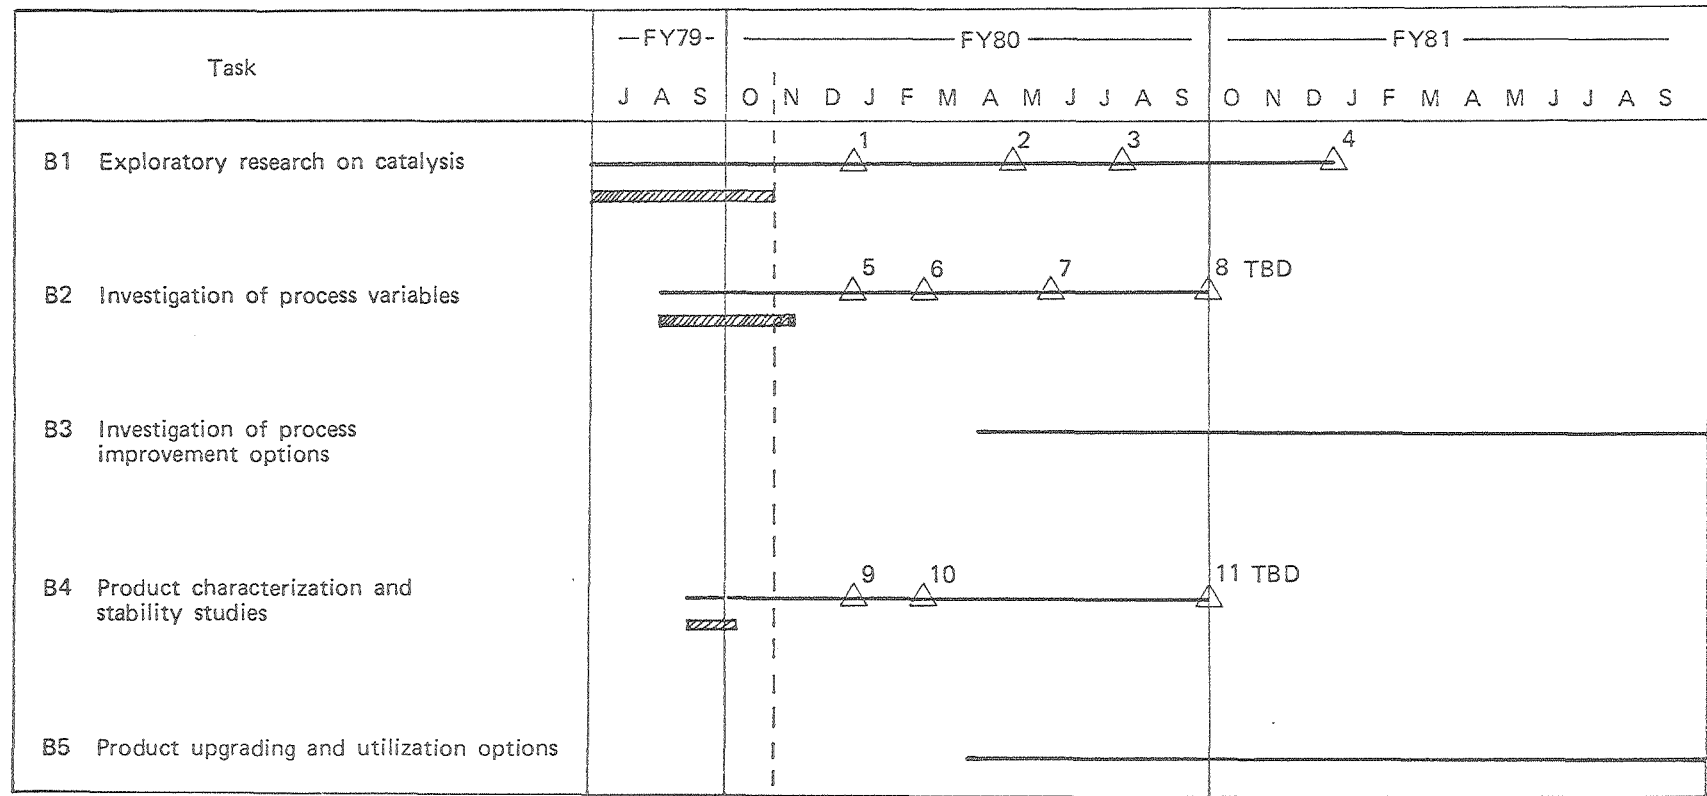 FY79 FY80 FY81
Task
J A S O N D J F M A M J J A S O N D J F M A M J J A S
1 2 3 4
B1 Exploratory research on catalysis
5 6 7 8 TBD
B2 Investigation of process variables
B3 Investigation of process
improvement options
9 10 11 TBD
B4 Product characterization and
stability studies
B5 Product upgrading and utilization options